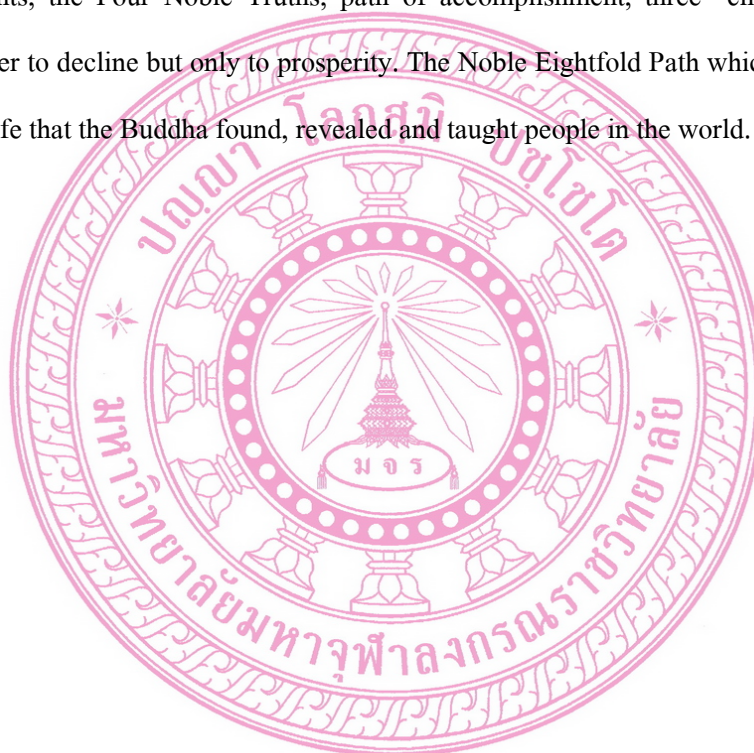 nts, the Four Noble Truths, path of accomplishment, three en
er to decline but only to prosperity. The Noble Eightfold Path whic
fe that the Buddha found, revealed and taught people in the world.
ปญฺญา โลกสฺมิ ปชฺโชโต
ม จ ร
มหาวิทยาลัยมหาจุฬาลงกรณราชวิทยาลัย